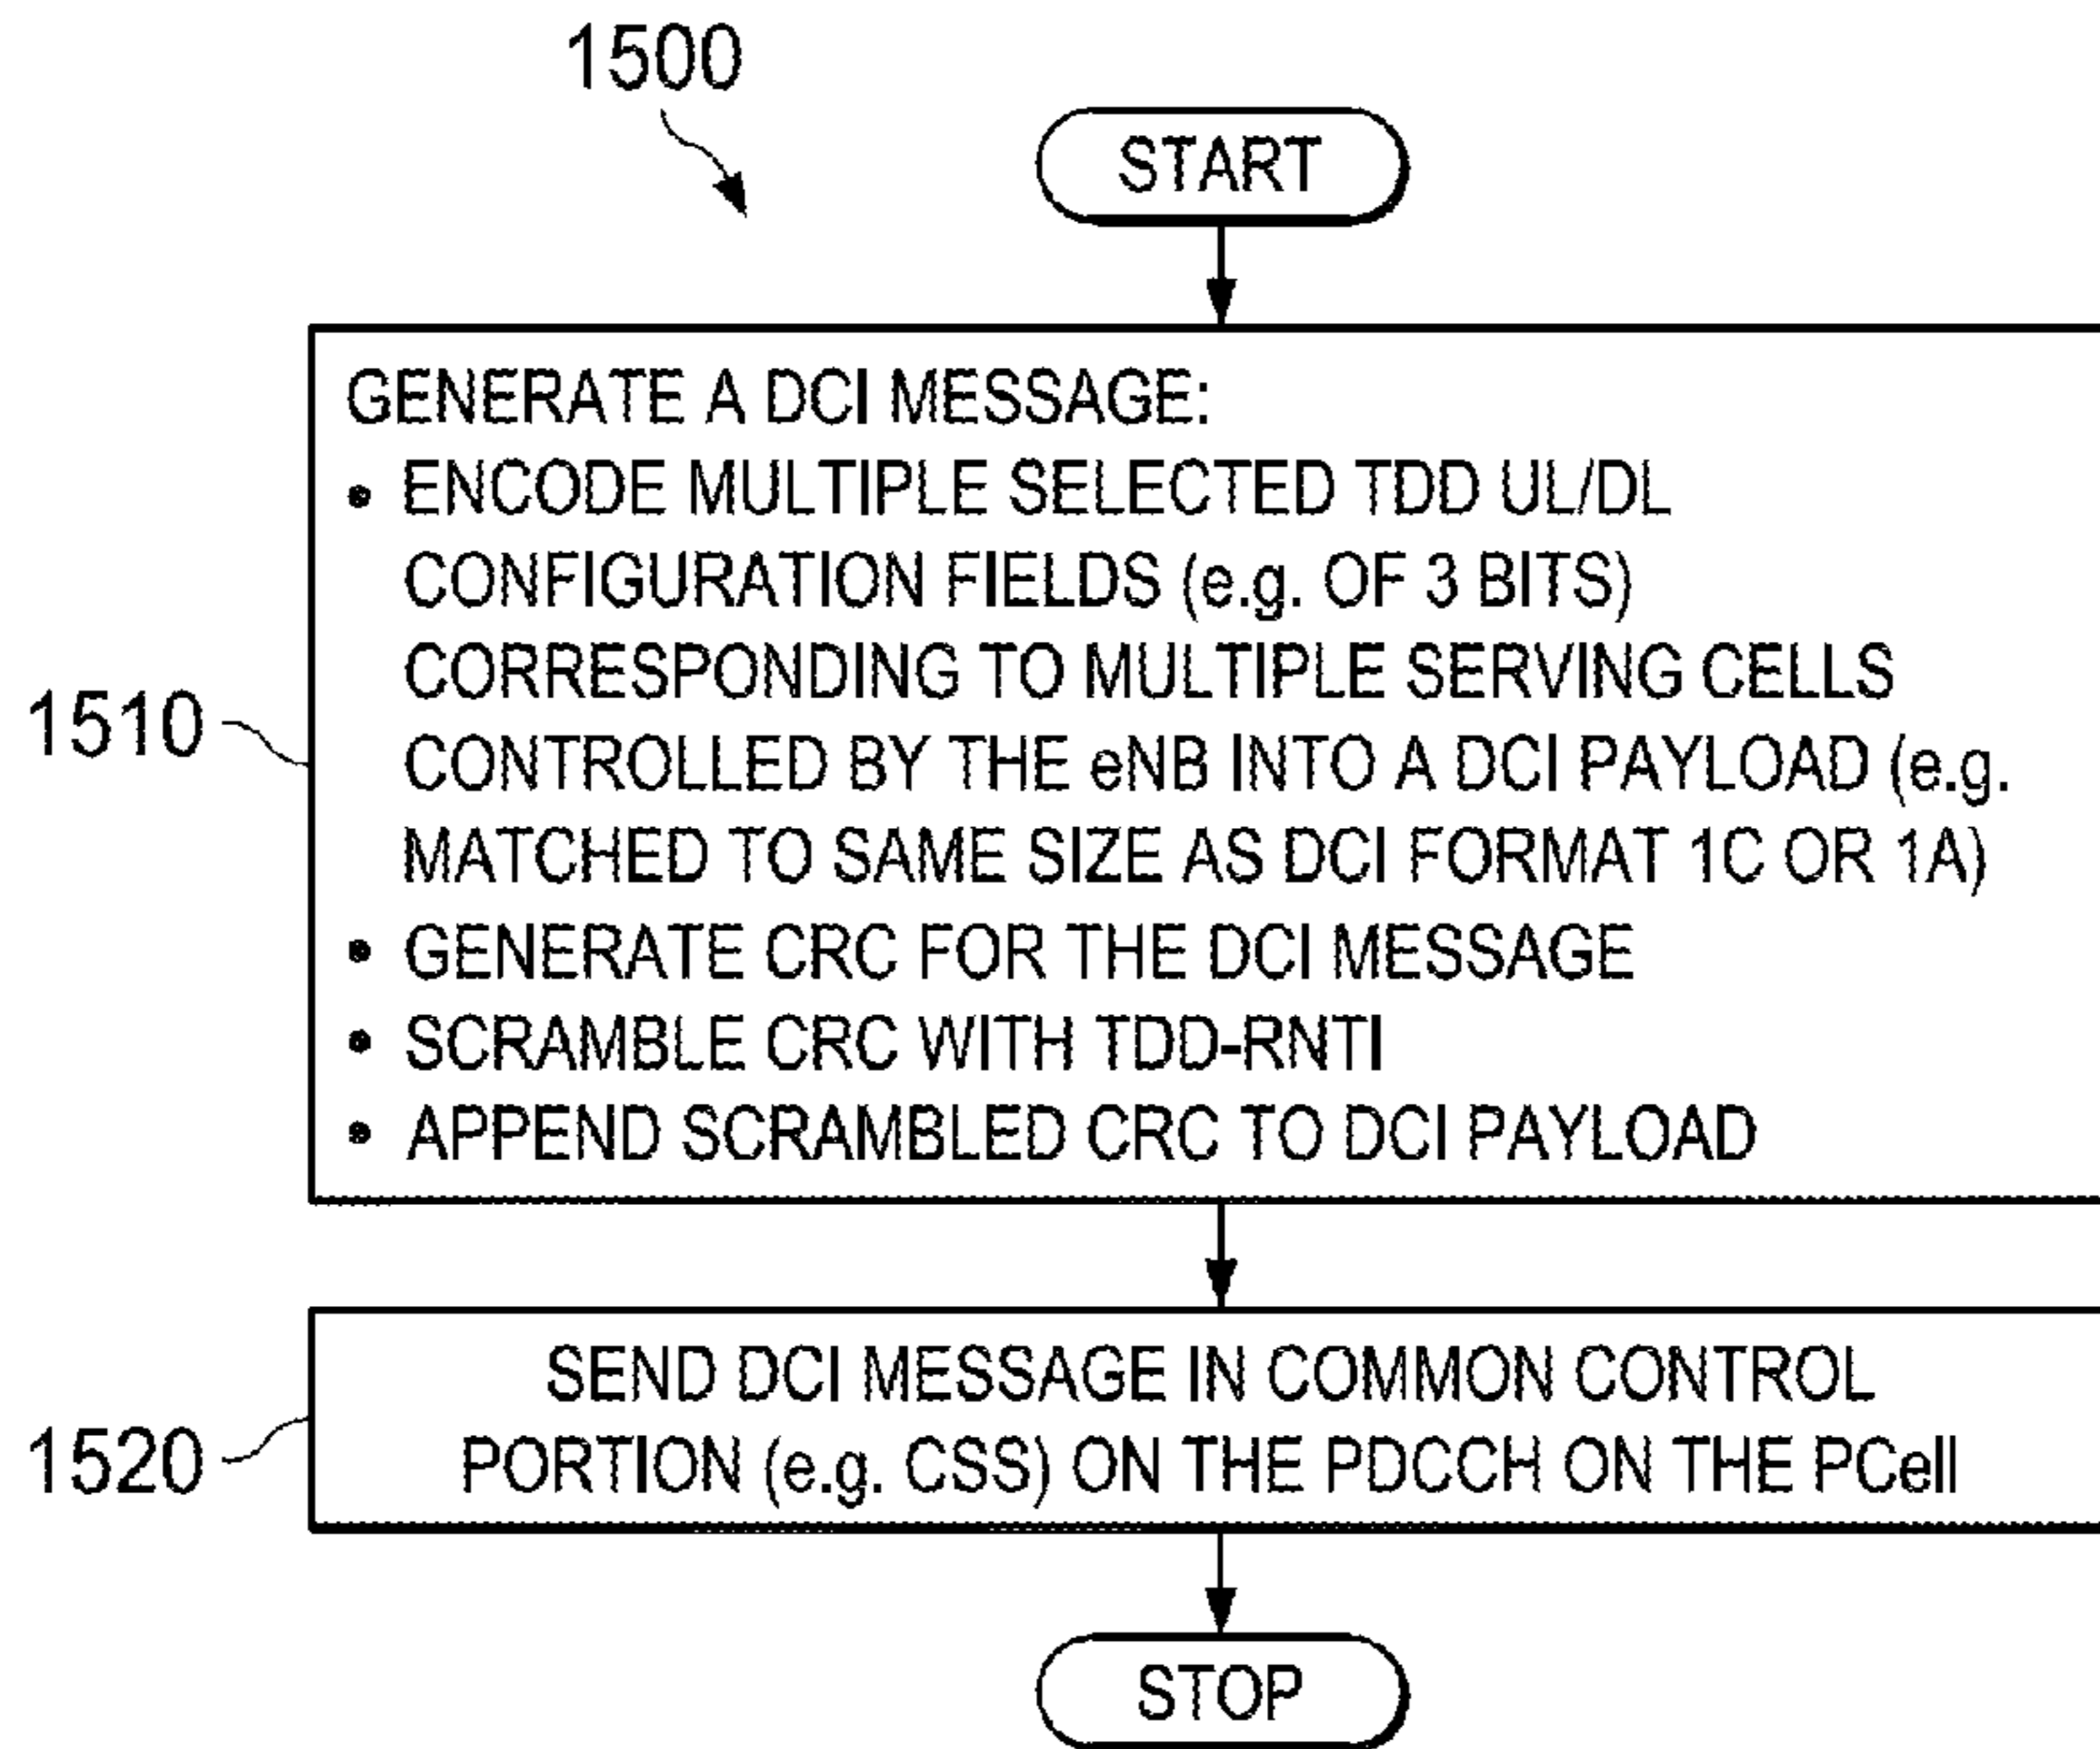 1500
START
GENERATE A DCI MESSAGE:
• ENCODE MULTIPLE SELECTED TDD UL/DL
CONFIGURATION FIELDS (e.g. OF 3 BITS)
CORRESPONDING TO MULTIPLE SERVING CELLS
CONTROLLED BY THE eNB INTO A DCI PAYLOAD (e.g.
MATCHED TO SAME SIZE AS DCI FORMAT 1C OR 1A)
• GENERATE CRC FOR THE DCI MESSAGE
• SCRAMBLE CRC WITH TDD-RNTI
• APPEND SCRAMBLED CRC TO DCI PAYLOAD
1510
SEND DCI MESSAGE IN COMMON CONTROL
PORTION (e.g. CSS) ON THE PDCCH ON THE PCell
1520
STOP